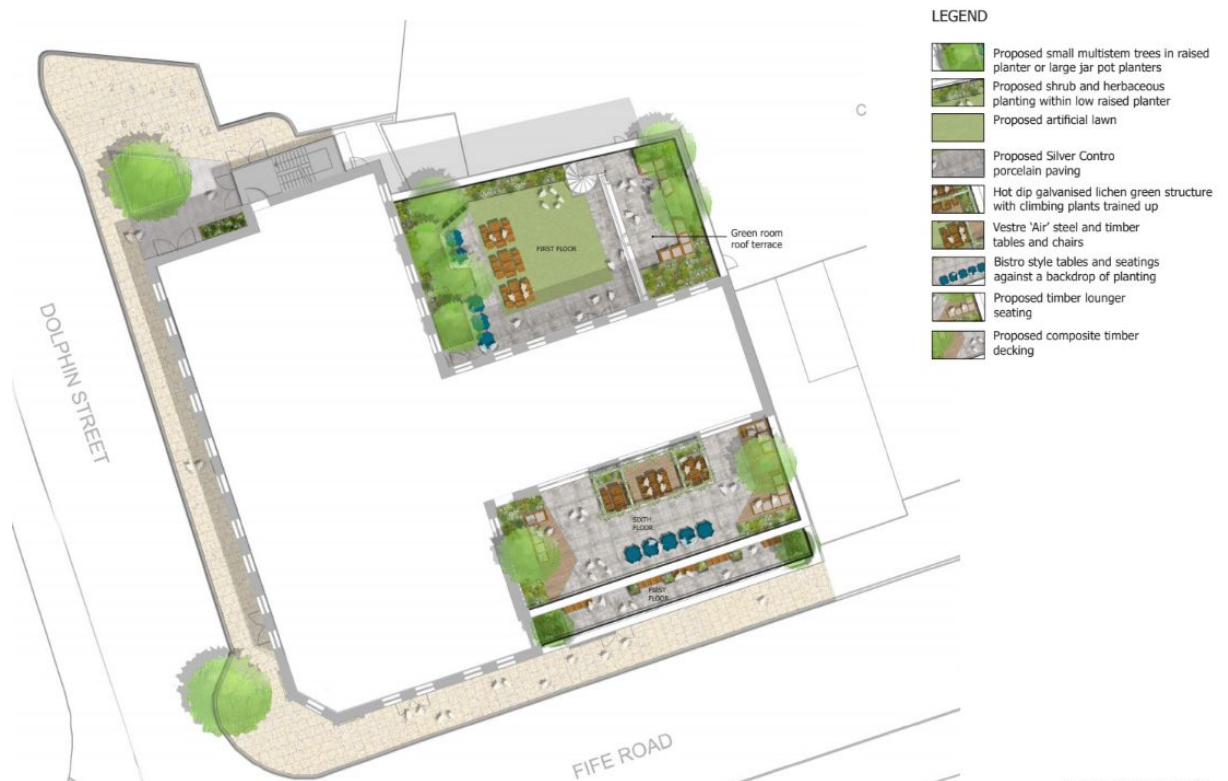 LEGEND
Proposed small multistem trees in raised
planter or large jar pot planters
Proposed shrub and herbaceous
planting within low raised planter
Proposed artificial lawn
Proposed Silver Contro
porcelain paving
Hot dip galvanised lichen green structure
with climbing plants trained up
Vestre 'Air' steel and timber
tables and chairs
Bistro style tables and seatings
against a backdrop of planting
Proposed timber lounger
seating
Proposed composite timber
decking
C
Green room
roof terrace
FIRST FLOOR
DOLPHIN STREET
SIXTH
FLOOR
FIRST
FLOOR
FIFE ROAD